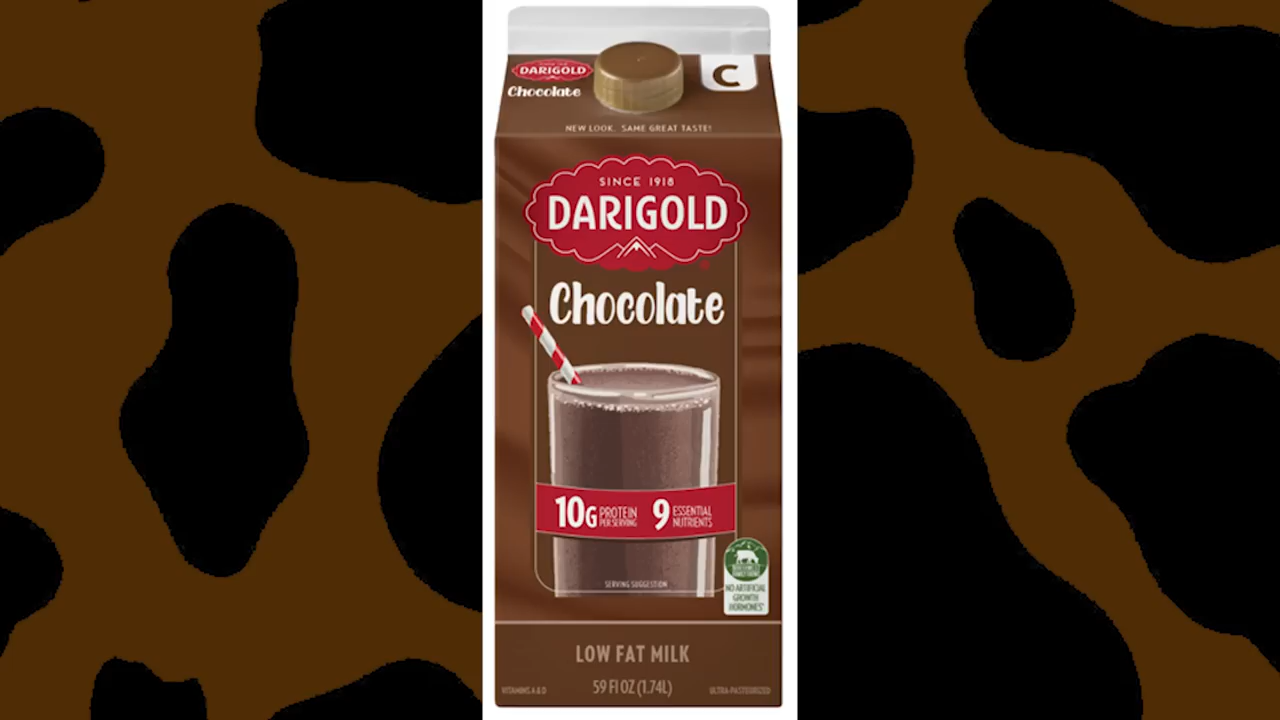 DARIGOLD
Chocolate
C
NEW LOOK. SAME GREAT TASTE!
SINCE 1918
DARIGOLD
Chocolate
10G PROTEIN PER SERVING 9 ESSENTIAL NUTRIENTS
SERVING SUGGESTION
NO ARTIFICIAL
GROWTH
HORMONES*
LOW FAT MILK
VITAMINS A & D 59 Fl OZ (1.74L) ULTRA-PASTEURIZED